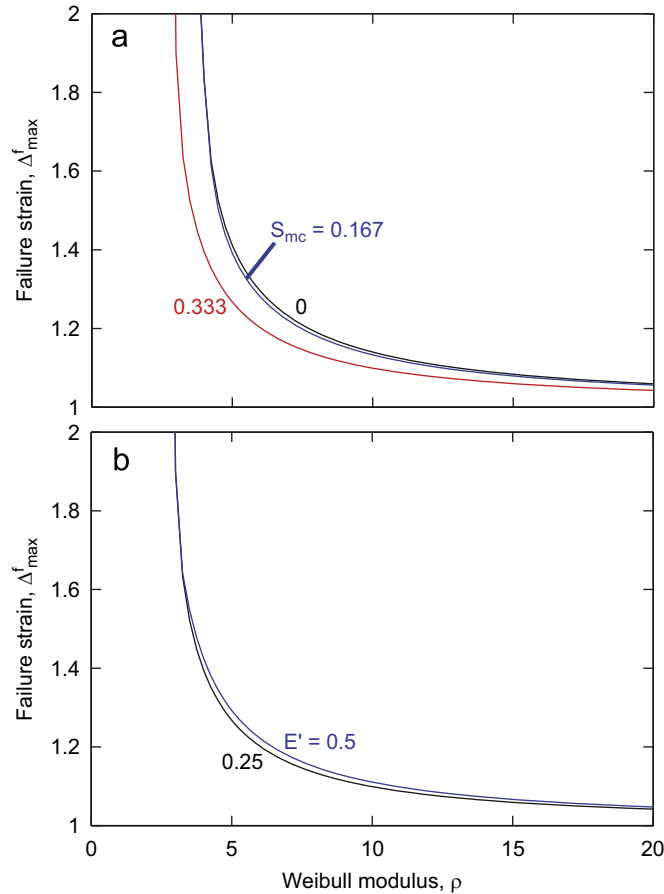 a
2
1.8
1.6
1.4
1.2
1
Failure strain, Δᶠmax
Smc = 0.167
0.333
0
b
2
1.8
1.6
1.4
1.2
1
Failure strain, Δᶠmax
E' = 0.5
0.25
0 5 10 15 20
Weibull modulus, ρ